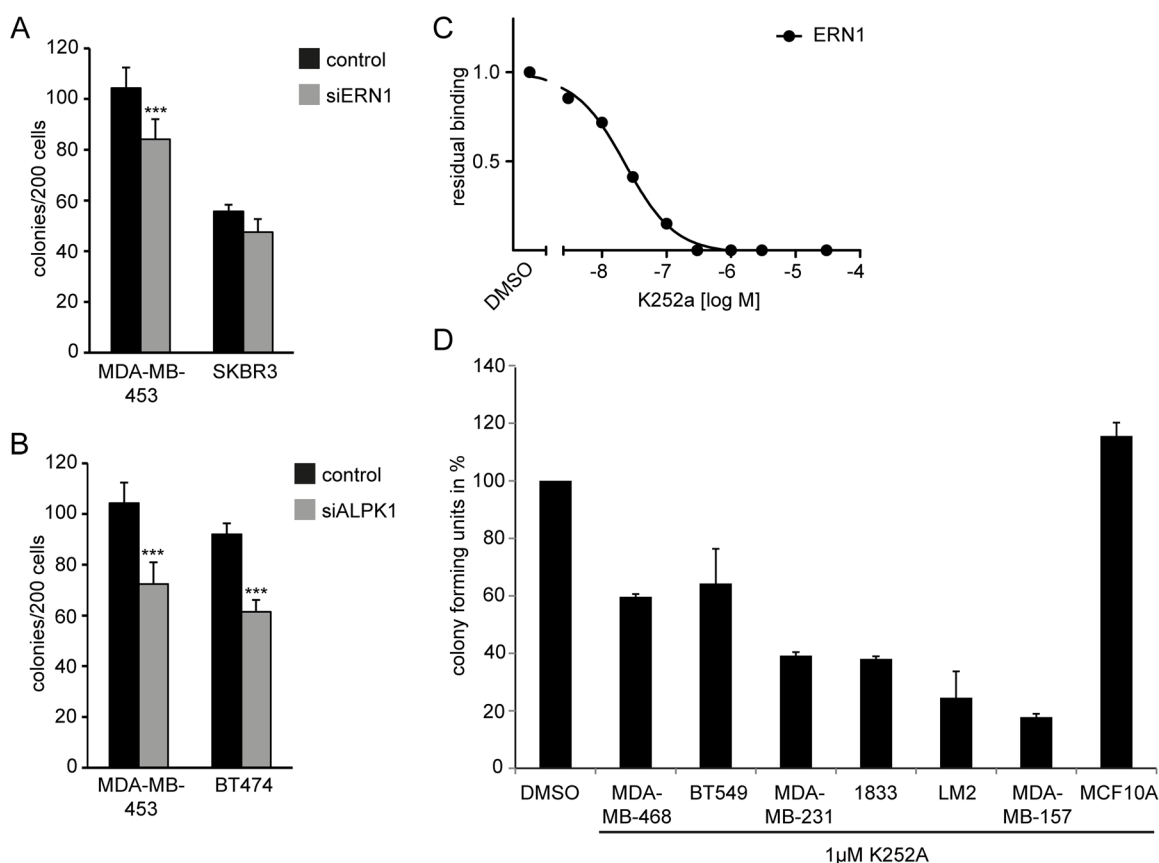 A
120
100
80
60
40
20
0
colonies/200 cells
control
siERN1
***
MDA-MB-
453
SKBR3
B
120
100
80
60
40
20
0
colonies/200 cells
control
siALPK1
***
***
MDA-MB-
453
BT474
C
ERN1
1.0
0.5
residual binding
DMSO
-8 -7 -6 -5 -4
K252a [log M]
D
140
120
100
80
60
40
20
0
colony forming units in %
DMSO
MDA-
MB-468
BT549
MDA-
MB-231
1833
LM2
MDA-
MB-157
MCF10A
1µM K252A